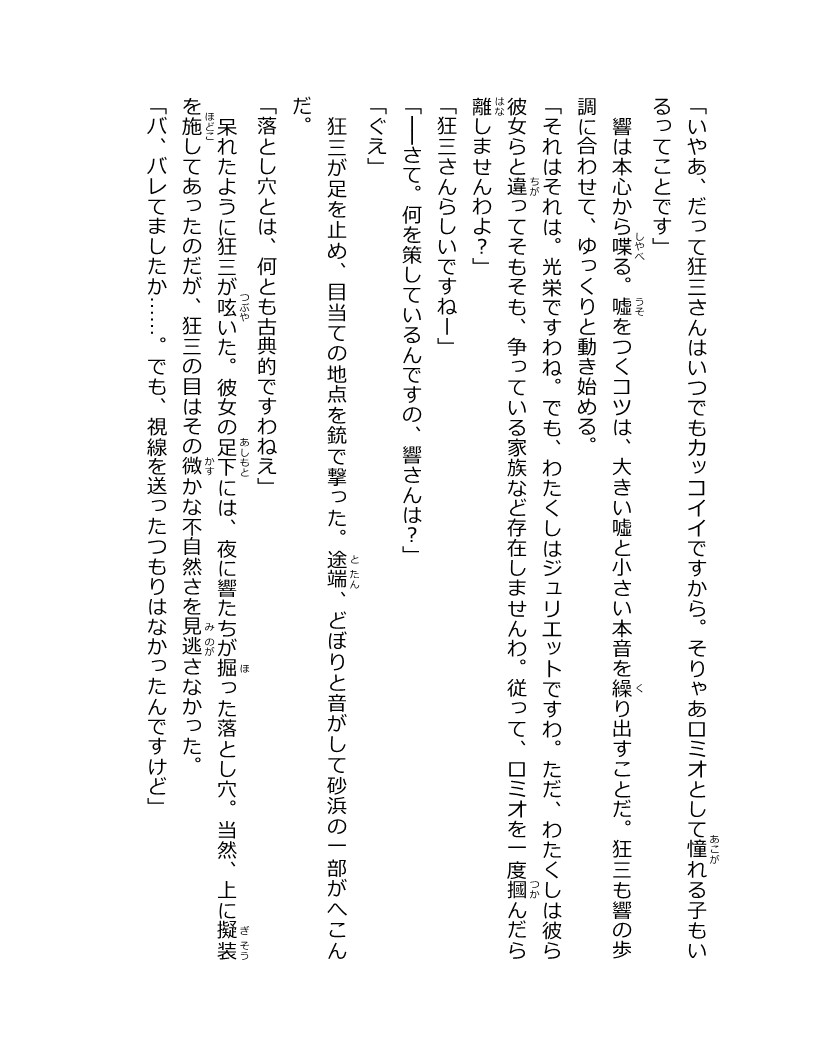 「いやあ、だって狂三さんはいつでもカッコイイですから。そりゃあロミオとして憧れる子もい
るってことです」
　響は本心から喋る。嘘をつくコツは、大きい嘘と小さい本音を繰り出すことだ。狂三も響の歩
調に合わせて、ゆっくりと動き始める。
「それはそれは。光栄ですわね。でも、わたくしはジュリエットですわ。ただ、わたくしは彼ら
彼女らと違ってそもそも、争っている家族など存在しませんわ。従って、ロミオを一度摑んだら
離しませんわよ？」
「狂三さんらしいですねー」
「──さて。何を策しているんですの、響さんは？」
「ぐえ」
　狂三が足を止め、目当ての地点を銃で撃った。途端、どぼりと音がして砂浜の一部がへこん
だ。
「落とし穴とは、何とも古典的ですわねえ」
　呆れたように狂三が呟いた。彼女の足下には、夜に響たちが掘った落とし穴。当然、上に擬装
を施してあったのだが、狂三の目はその微かな不自然さを見逃さなかった。
「バ、バレてましたか……。でも、視線を送ったつもりはなかったんですけど」